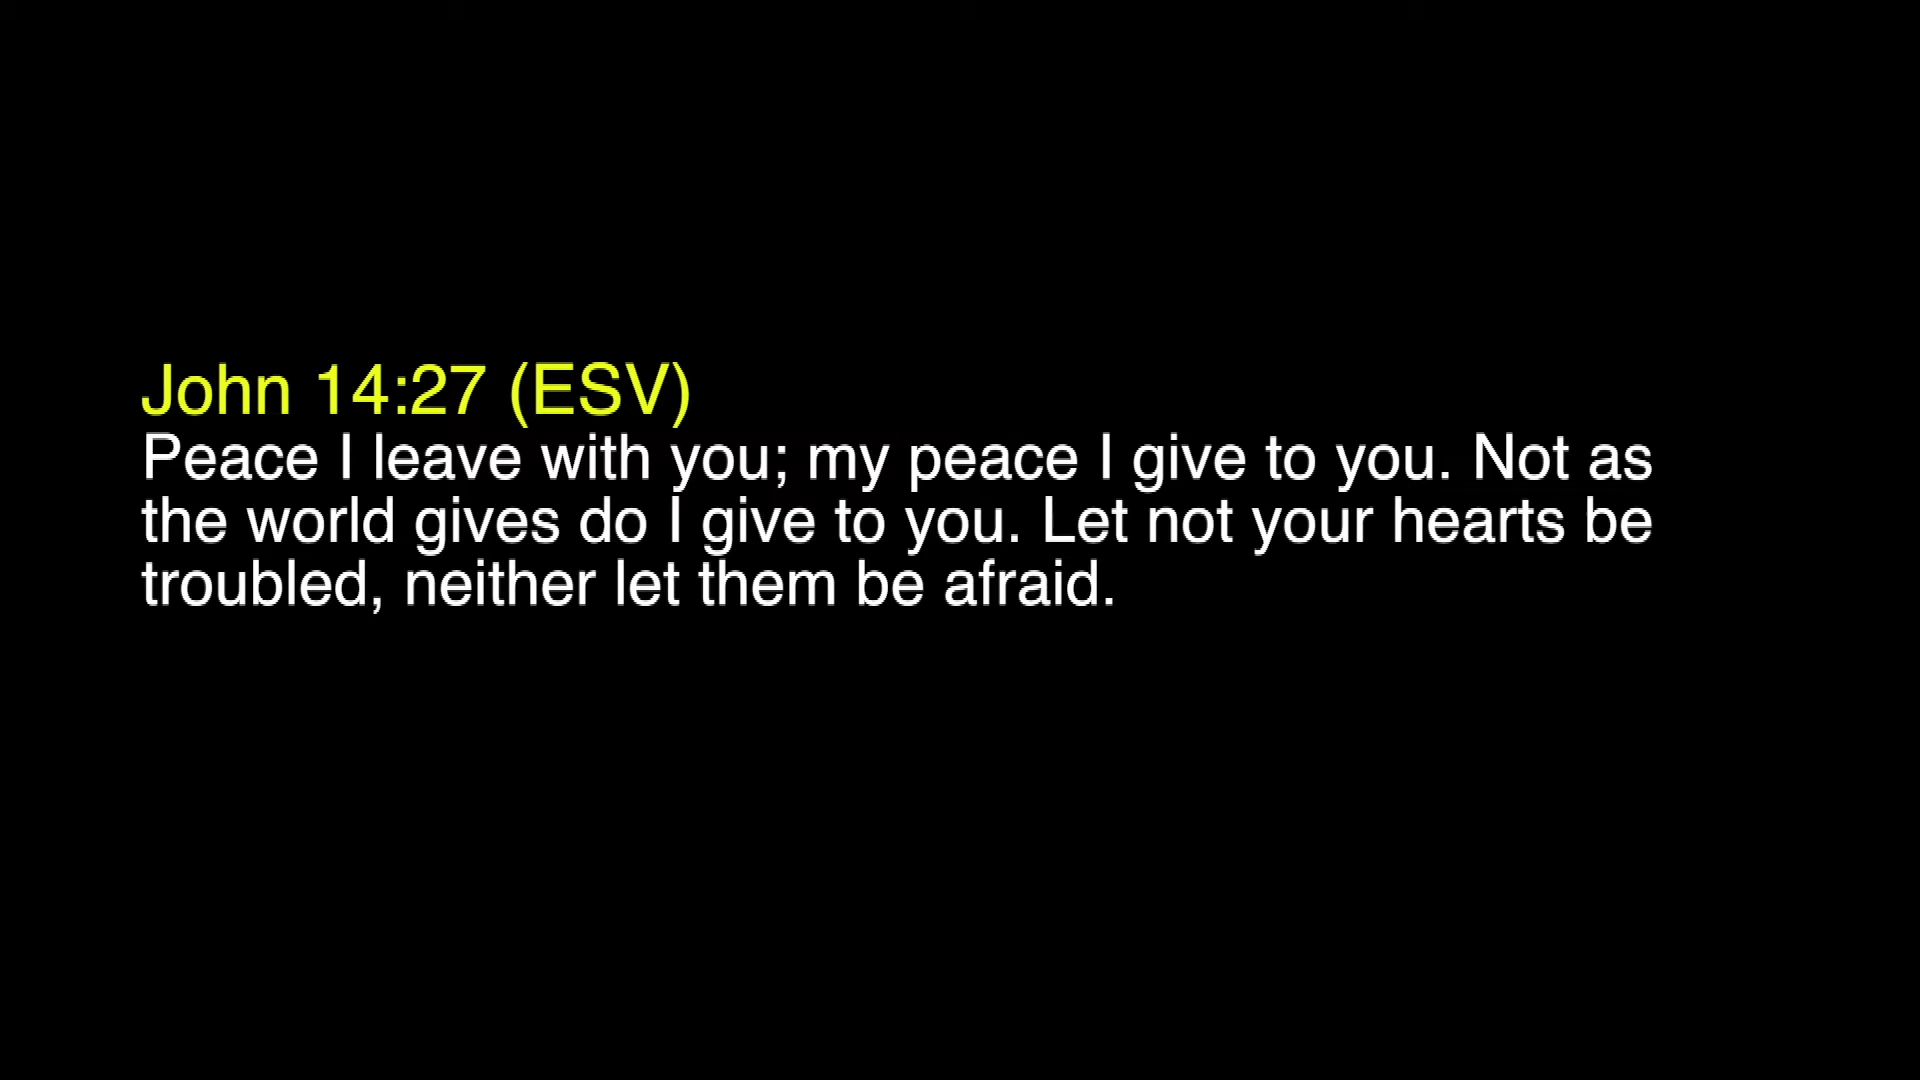 John 14:27 (ESV)
Peace I leave with you; my peace I give to you. Not as
the world gives do I give to you. Let not your hearts be
troubled, neither let them be afraid.